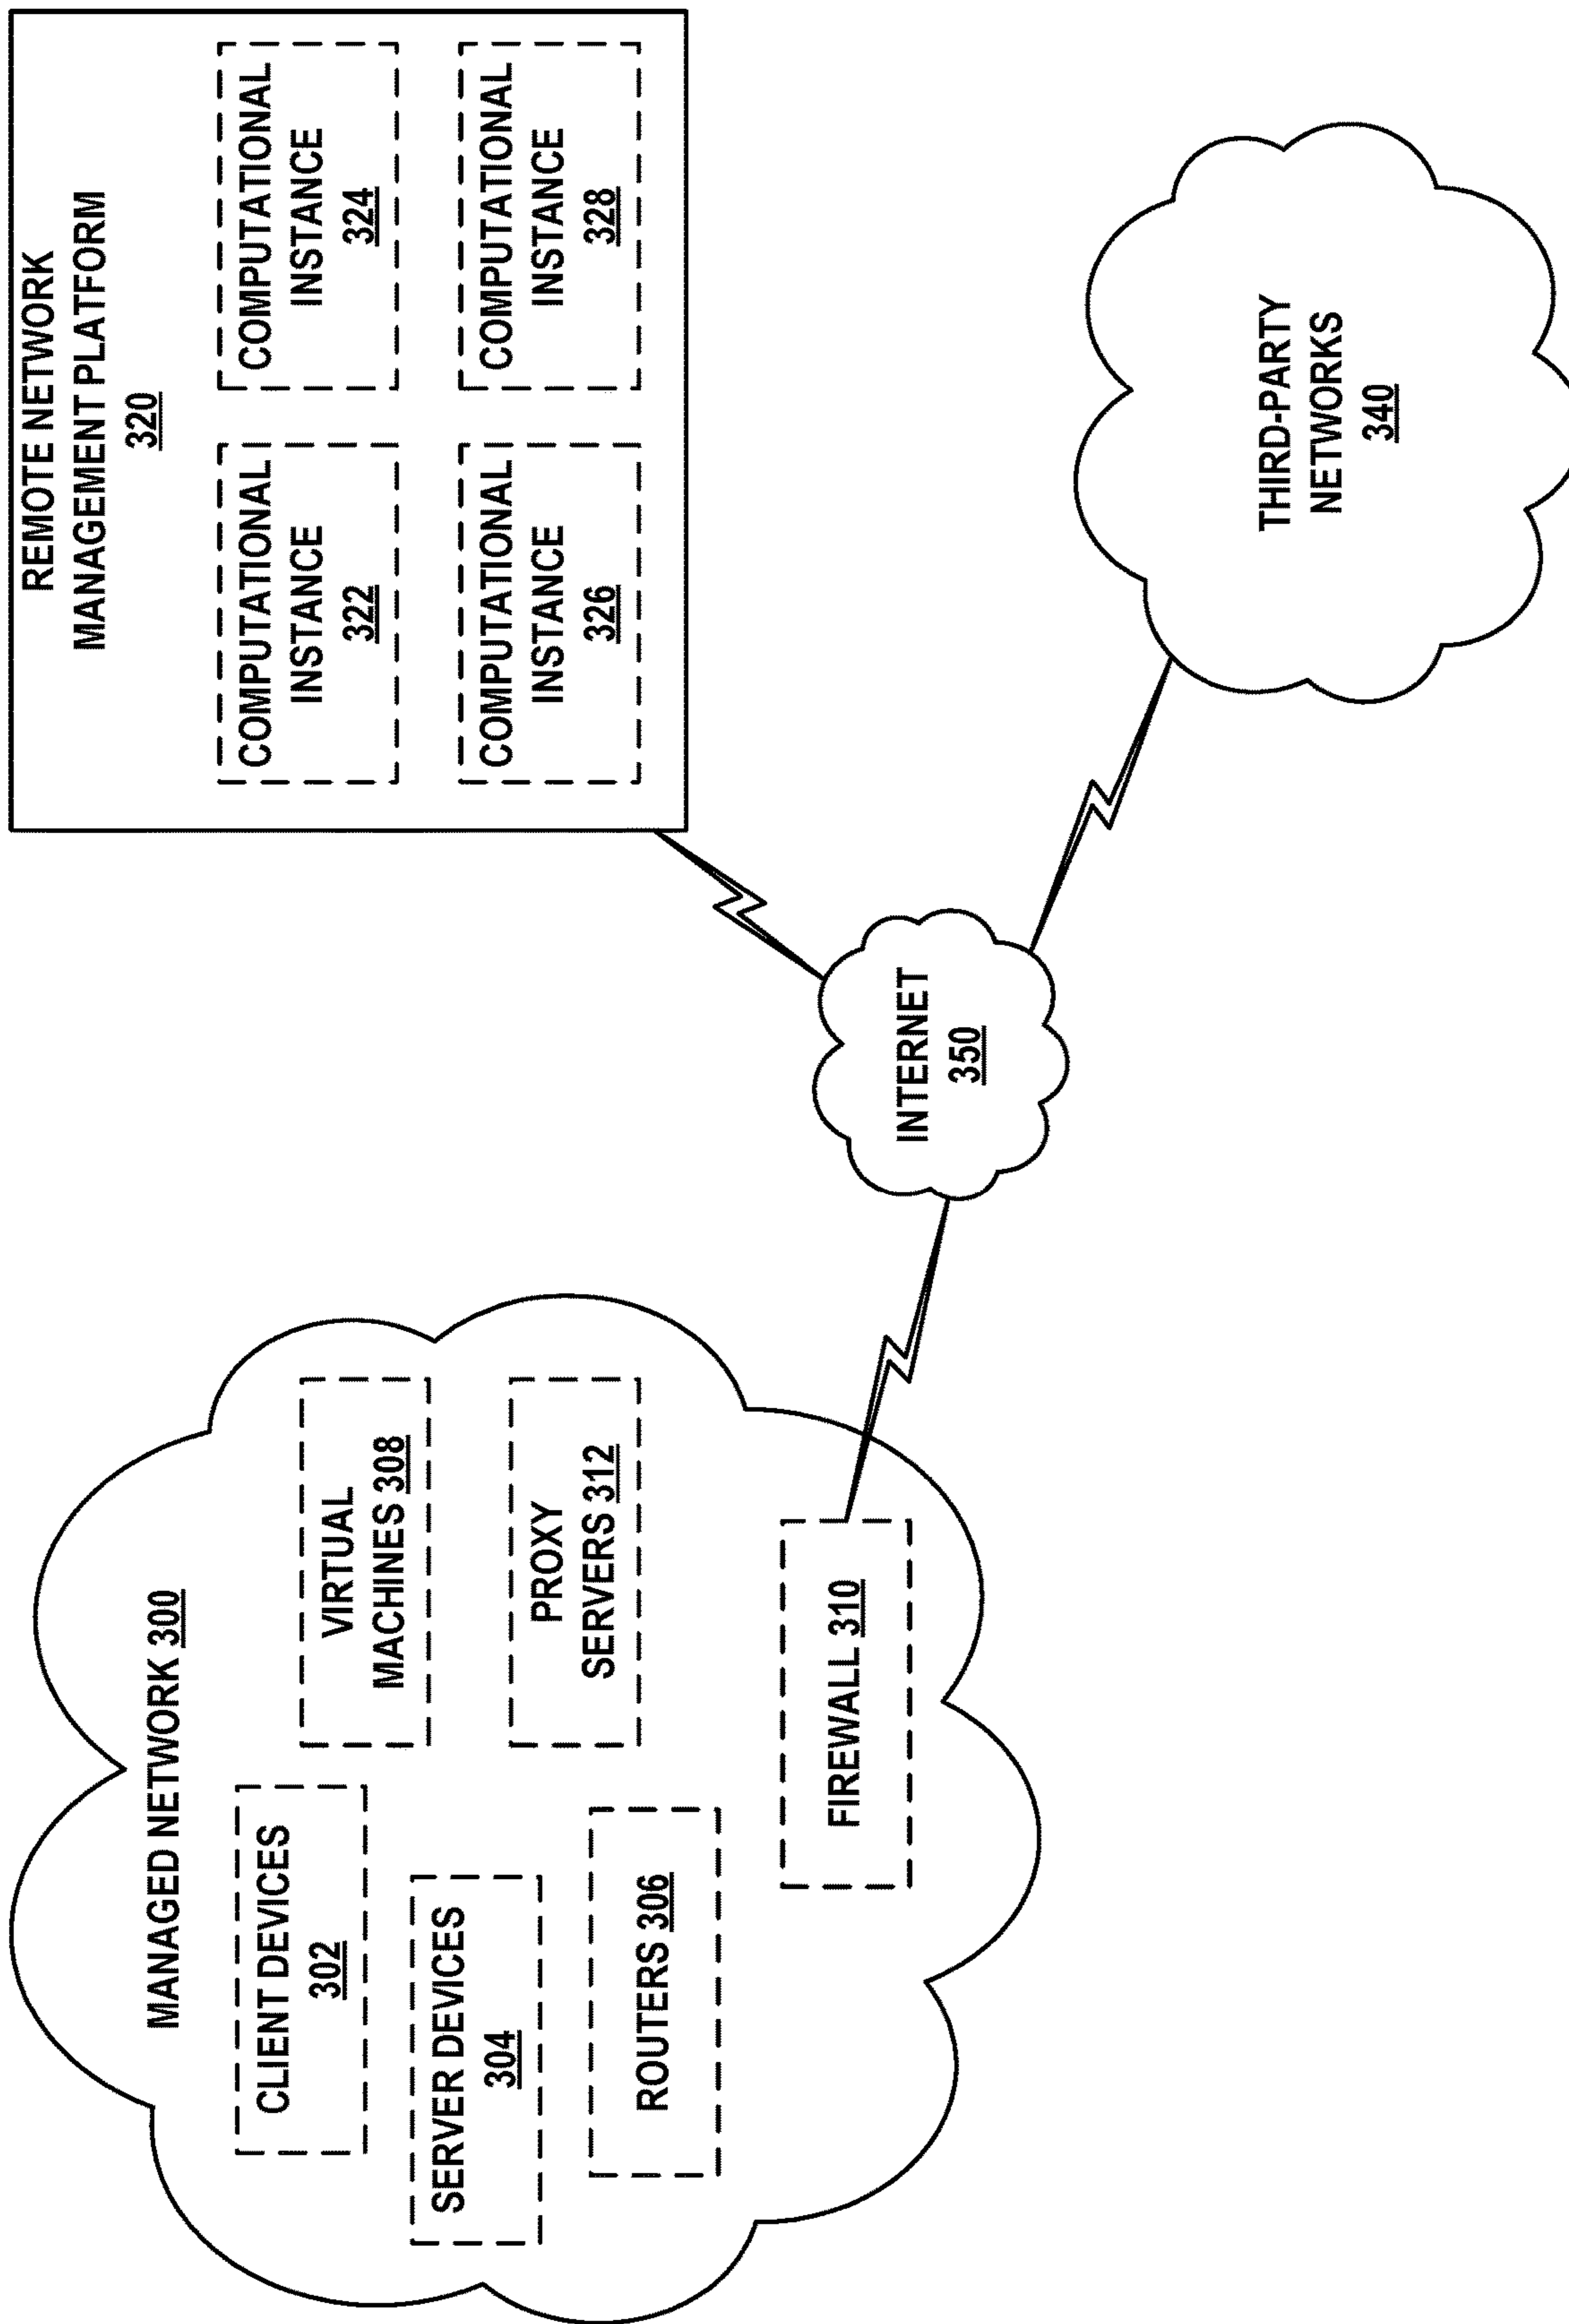 MANAGED NETWORK 300
CLIENT DEVICES
302
SERVER DEVICES
304
ROUTERS 306
VIRTUAL
MACHINES 308
PROXY
SERVERS 312
FIREWALL 310
INTERNET
350
REMOTE NETWORK
MANAGEMENT PLATFORM
320
COMPUTATIONAL
INSTANCE
322
COMPUTATIONAL
INSTANCE
324
COMPUTATIONAL
INSTANCE
326
COMPUTATIONAL
INSTANCE
328
THIRD-PARTY
NETWORKS
340